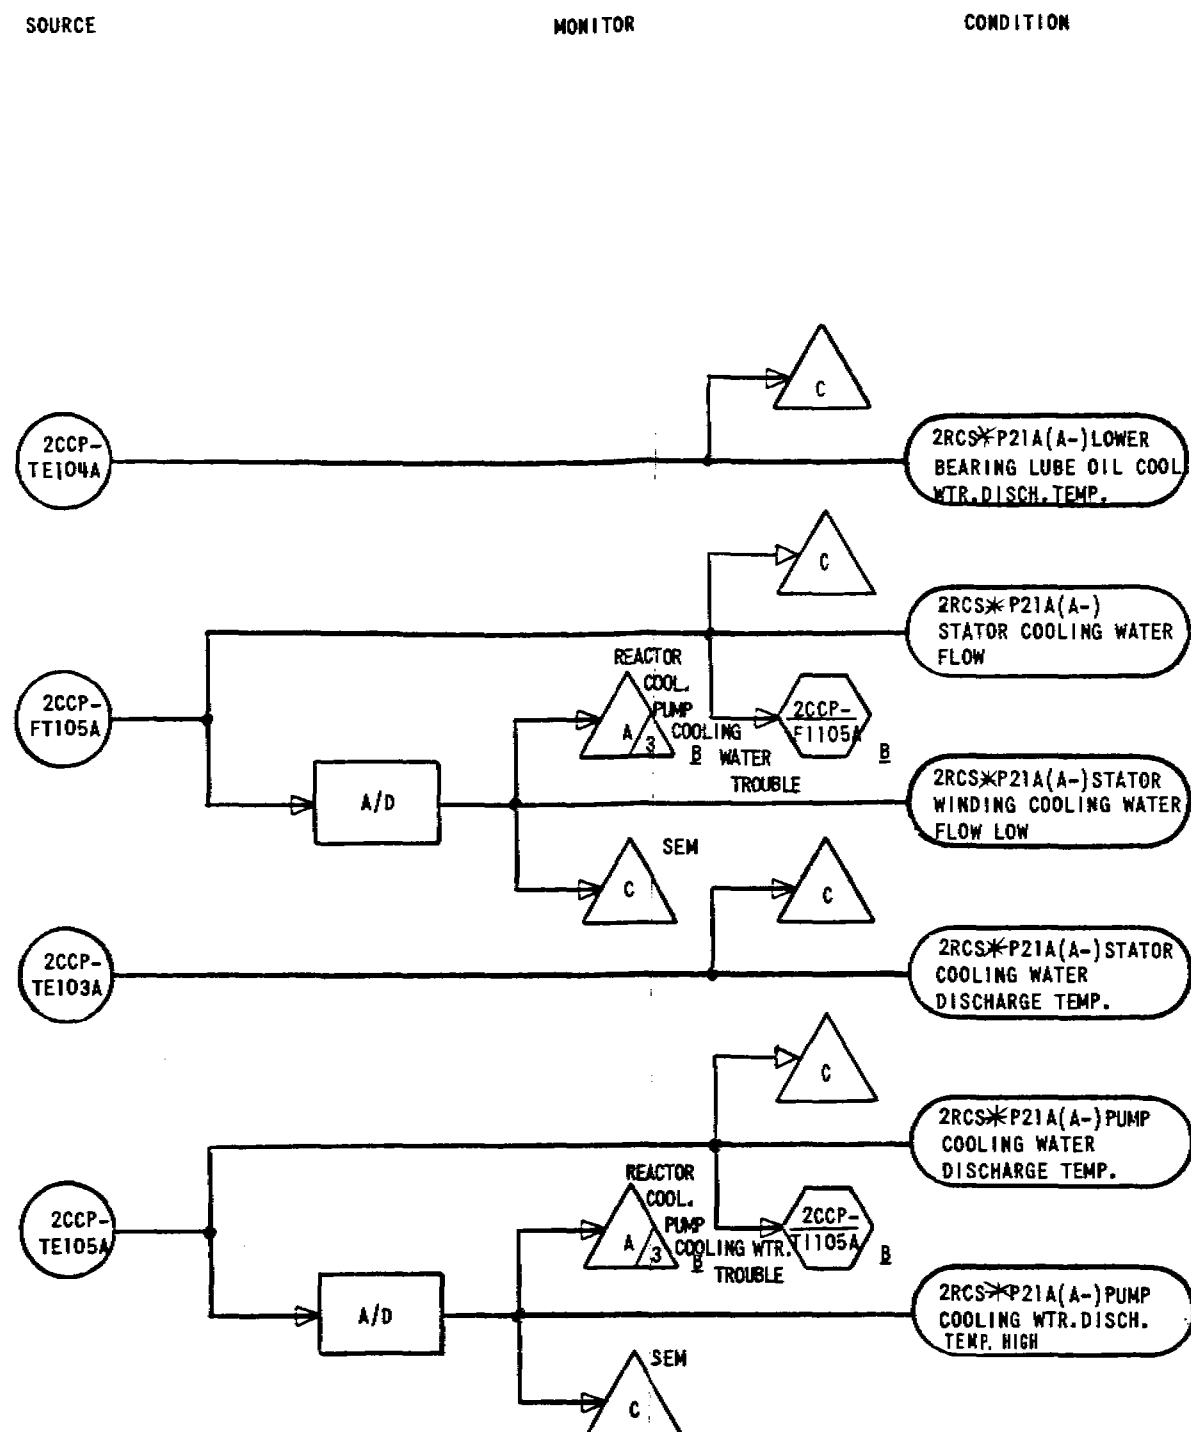 SOURCE
MONITOR
CONDITION
C
2CCP-
TE104A
2RCS*P21A(A-)LOWER
BEARING LUBE OIL COOL
WTR.DISCH.TEMP.
C
2RCS*P21A(A-)
STATOR COOLING WATER
FLOW
2CCP-
FT105A
REACTOR
COOL.
PUMP
COOLING
WATER
TROUBLE
A
3
B
2CCP-
FI105A
B
A/D
2RCS*P21A(A-)STATOR
WINDING COOLING WATER
FLOW LOW
SEM
C
C
2CCP-
TE103A
2RCS*P21A(A-)STATOR
COOLING WATER
DISCHARGE TEMP.
C
2RCS*P21A(A-)PUMP
COOLING WATER
DISCHARGE TEMP.
2CCP-
TE105A
REACTOR
COOL.
PUMP
COOLING WTR.
TROUBLE
A
3
B
2CCP-
TI105A
B
A/D
2RCS*P21A(A-)PUMP
COOLING WTR.DISCH.
TEMP. HIGH
SEM
C